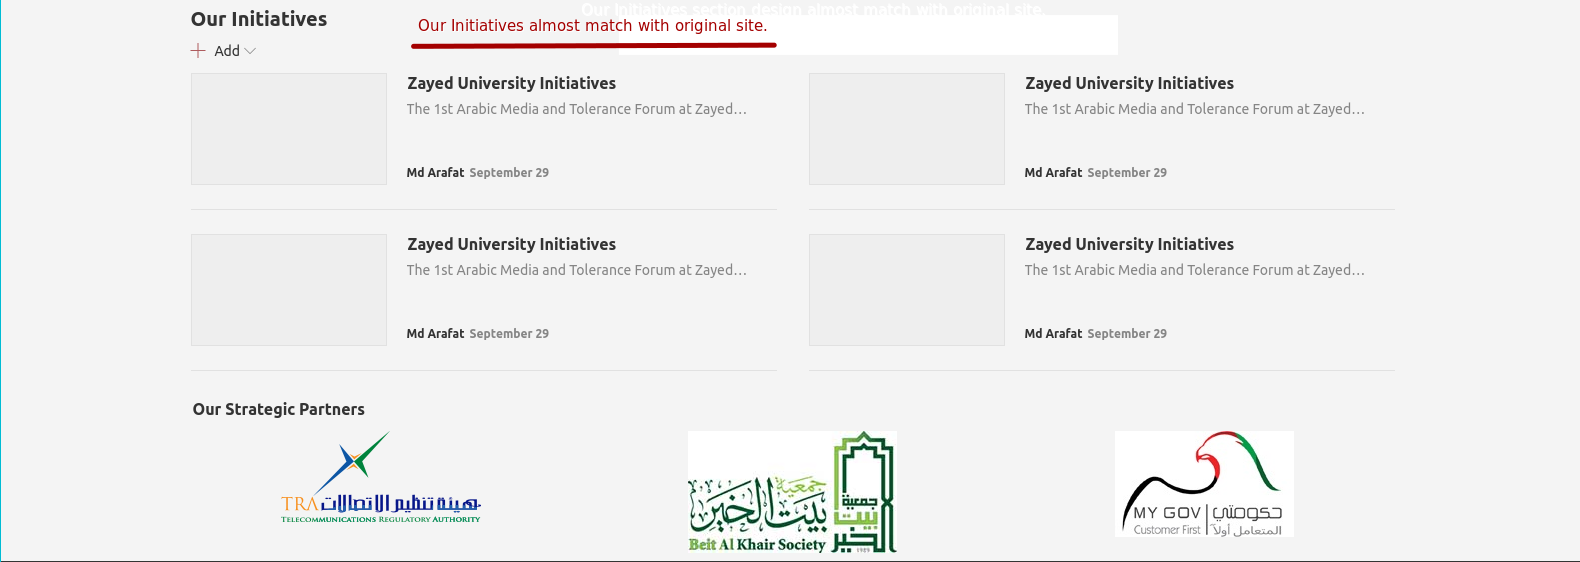 Our Initiatives section design almost match with original site.
Our Initiatives
Our Initiatives almost match with original site.
Add
Zayed University Initiatives
The 1st Arabic Media and Tolerance Forum at Zayed…
Md Arafat September 29
Zayed University Initiatives
The 1st Arabic Media and Tolerance Forum at Zayed…
Md Arafat September 29
Zayed University Initiatives
The 1st Arabic Media and Tolerance Forum at Zayed…
Md Arafat September 29
Zayed University Initiatives
The 1st Arabic Media and Tolerance Forum at Zayed…
Md Arafat September 29
Our Strategic Partners
TRA هيئة تنظيم الاتصالات
TELECOMMUNICATIONS REGULATORY AUTHORITY
جمعية
بيت الخير
Beit Al Khair Society
جمعية
بيت
الخير
1989
MY GOV حكومتي
Customer First المتعامل أولاً